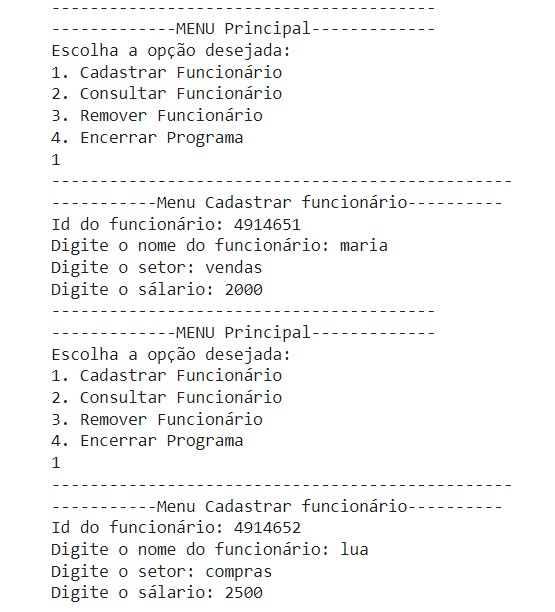 ----------------------------------------
-------------MENU Principal-------------
Escolha a opção desejada:
1. Cadastrar Funcionário
2. Consultar Funcionário
3. Remover Funcionário
4. Encerrar Programa
1
------------------------------------------------
-----------Menu Cadastrar funcionário----------
Id do funcionário: 4914651
Digite o nome do funcionário: maria
Digite o setor: vendas
Digite o sálario: 2000
----------------------------------------
-------------MENU Principal-------------
Escolha a opção desejada:
1. Cadastrar Funcionário
2. Consultar Funcionário
3. Remover Funcionário
4. Encerrar Programa
1
------------------------------------------------
-----------Menu Cadastrar funcionário----------
Id do funcionário: 4914652
Digite o nome do funcionário: lua
Digite o setor: compras
Digite o sálario: 2500